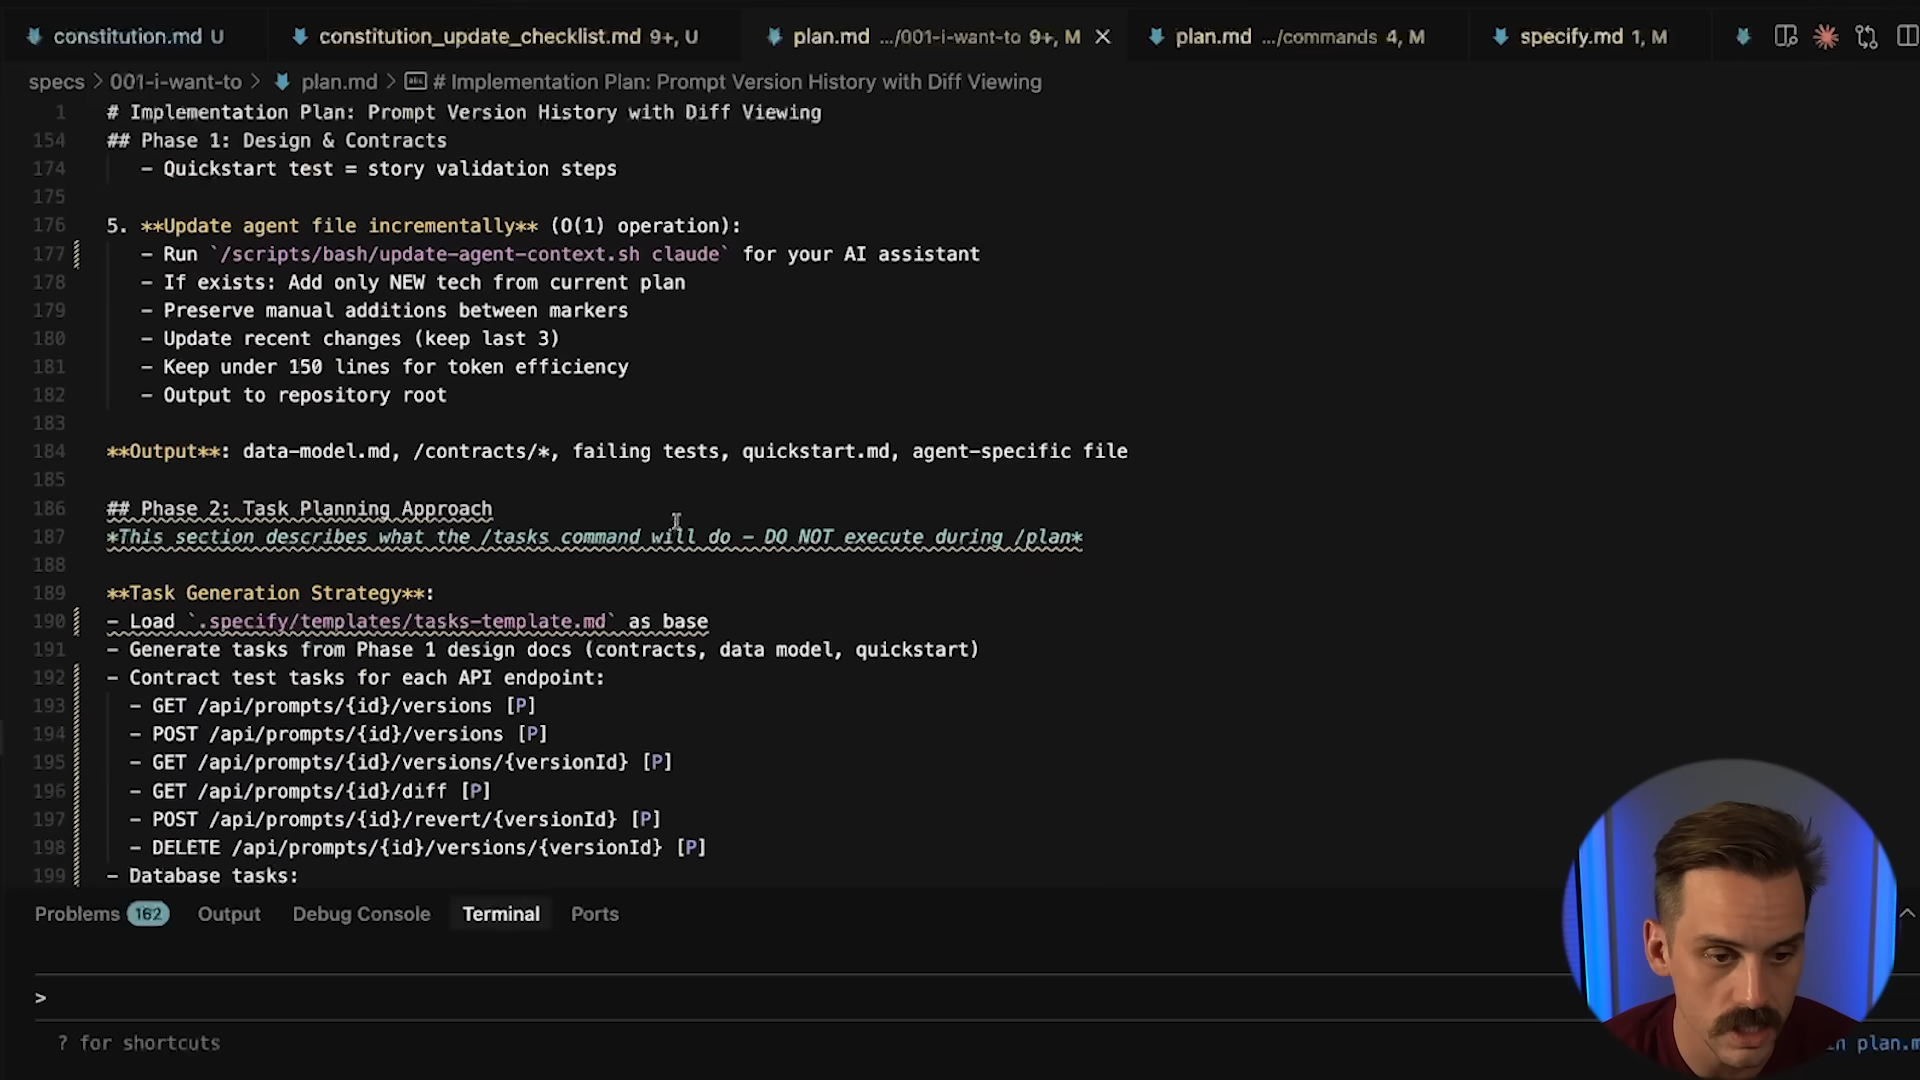 constitution.md U
constitution_update_checklist.md 9+, U
plan.md .../001-i-want-to 9+, M
plan.md .../commands 4, M
specify.md 1, M
specs > 001-i-want-to > plan.md > # Implementation Plan: Prompt Version History with Diff Viewing
1 # Implementation Plan: Prompt Version History with Diff Viewing
154 ## Phase 1: Design & Contracts
174 - Quickstart test = story validation steps
175
176 5. **Update agent file incrementally** (O(1) operation):
177 - Run `/scripts/bash/update-agent-context.sh claude` for your AI assistant
178 - If exists: Add only NEW tech from current plan
179 - Preserve manual additions between markers
180 - Update recent changes (keep last 3)
181 - Keep under 150 lines for token efficiency
182 - Output to repository root
183
184 **Output**: data-model.md, /contracts/*, failing tests, quickstart.md, agent-specific file
185
186 ## Phase 2: Task Planning Approach
187 *This section describes what the /tasks command will do - DO NOT execute during /plan*
188
189 **Task Generation Strategy**:
190 - Load `.specify/templates/tasks-template.md` as base
191 - Generate tasks from Phase 1 design docs (contracts, data model, quickstart)
192 - Contract test tasks for each API endpoint:
193 - GET /api/prompts/{id}/versions [P]
194 - POST /api/prompts/{id}/versions [P]
195 - GET /api/prompts/{id}/versions/{versionId} [P]
196 - GET /api/prompts/{id}/diff [P]
197 - POST /api/prompts/{id}/revert/{versionId} [P]
198 - DELETE /api/prompts/{id}/versions/{versionId} [P]
199 - Database tasks:
Problems 162 Output Debug Console Terminal Ports
>
? for shortcuts
in plan.m